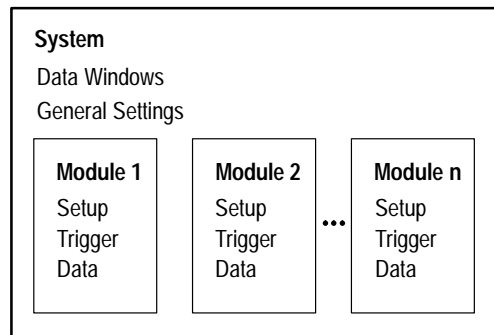 System
Data Windows
General Settings
Module 1
Setup
Trigger
Data
Module 2
Setup
Trigger
Data
...
Module n
Setup
Trigger
Data